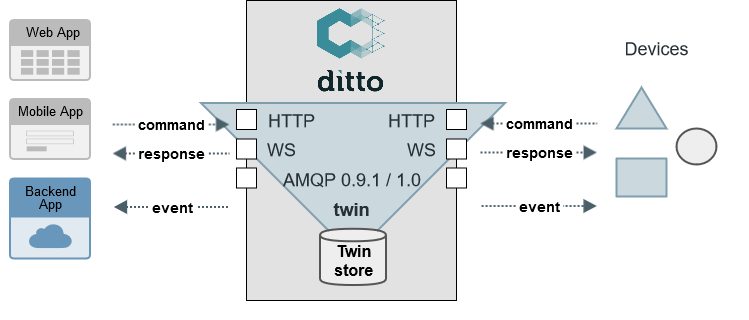 Web App
Mobile App
Backend
App
command
response
event
ditto
HTTP
HTTP
WS
WS
AMQP 0.9.1 / 1.0
twin
Twin
store
command
response
event
Devices